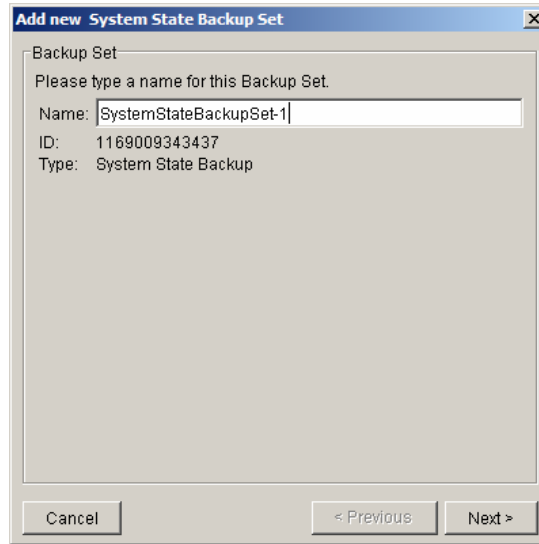 Add new  System State Backup Set
Backup Set
Please type a name for this Backup Set.
Name: SystemStateBackupSet-1
ID: 1169009343437
Type: System State Backup
Cancel < Previous Next >